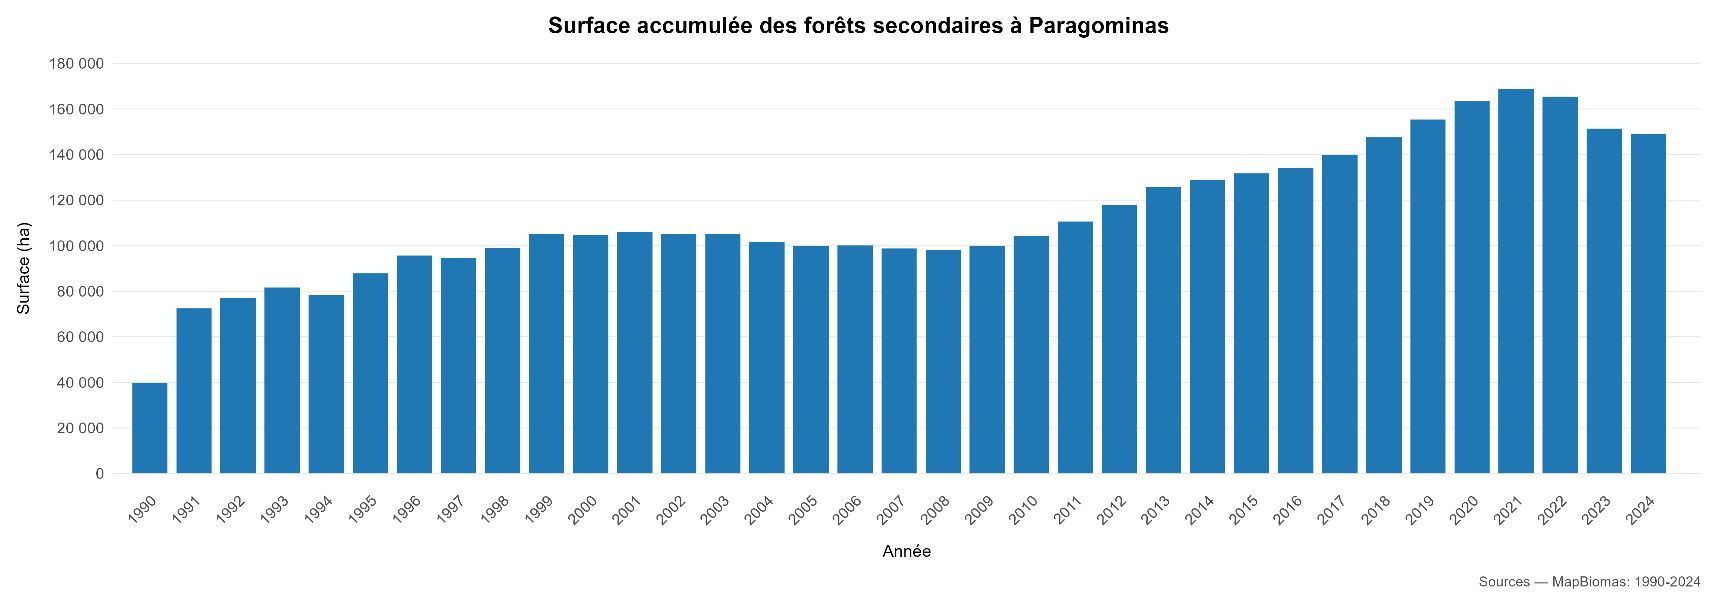 Surface accumulée des forêts secondaires à Paragominas
180 000
160 000
140 000
120 000
100 000
80 000
60 000
40 000
20 000
0
Surface (ha)
1990 1991 1992 1993 1994 1995 1996 1997 1998 1999 2000 2001 2002 2003 2004 2005 2006 2007 2008 2009 2010 2011 2012 2013 2014 2015 2016 2017 2018 2019 2020 2021 2022 2023 2024
Année
Sources — MapBiomas: 1990-2024